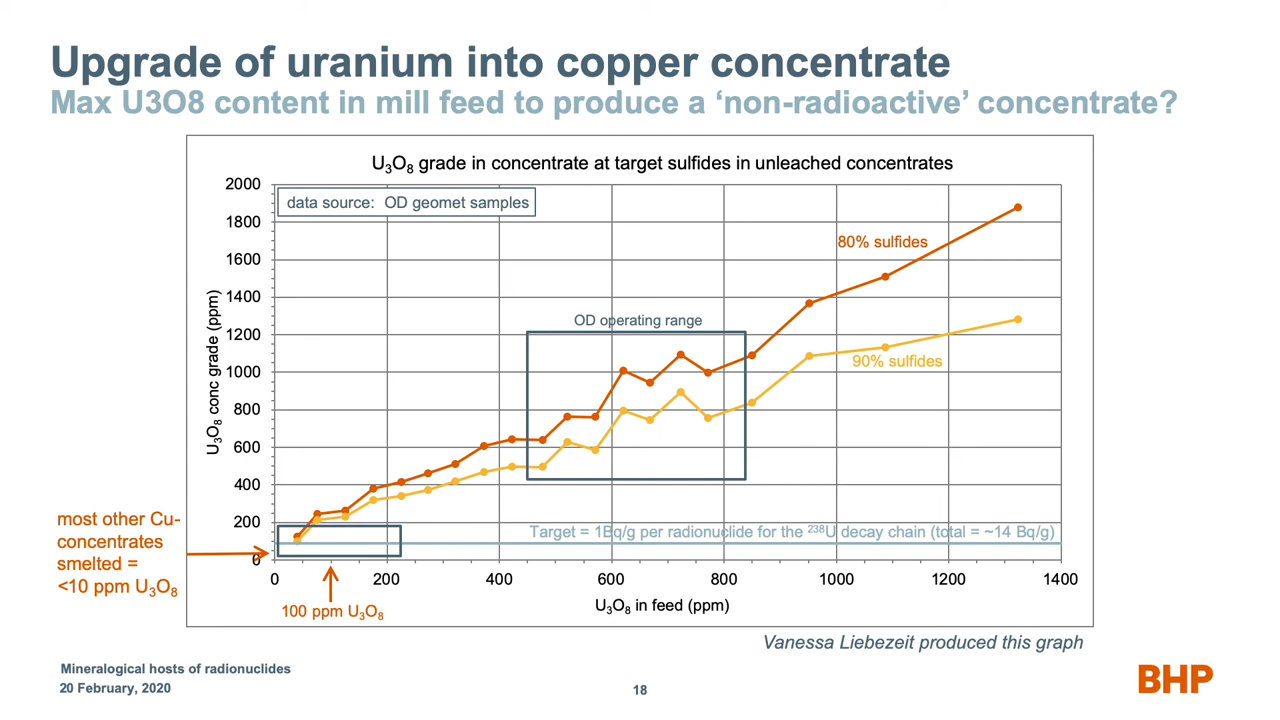 Upgrade of uranium into copper concentrate
Max U3O8 content in mill feed to produce a ‘non-radioactive’ concentrate?
U₃O₈ grade in concentrate at target sulfides in unleached concentrates
data source: OD geomet samples
2000
1800
1600
1400
1200
1000
800
600
400
200
0
U₃O₈ conc grade (ppm)
80% sulfides
OD operating range
90% sulfides
Target = 1Bq/g per radionuclide for the ²³⁸U decay chain (total = ~14 Bq/g)
most other Cu-
concentrates
smelted =
<10 ppm U₃O₈
0 200 400 600 800 1000 1200 1400
100 ppm U₃O₈
U₃O₈ in feed (ppm)
Vanessa Liebezeit produced this graph
Mineralogical hosts of radionuclides
20 February, 2020
18
BHP